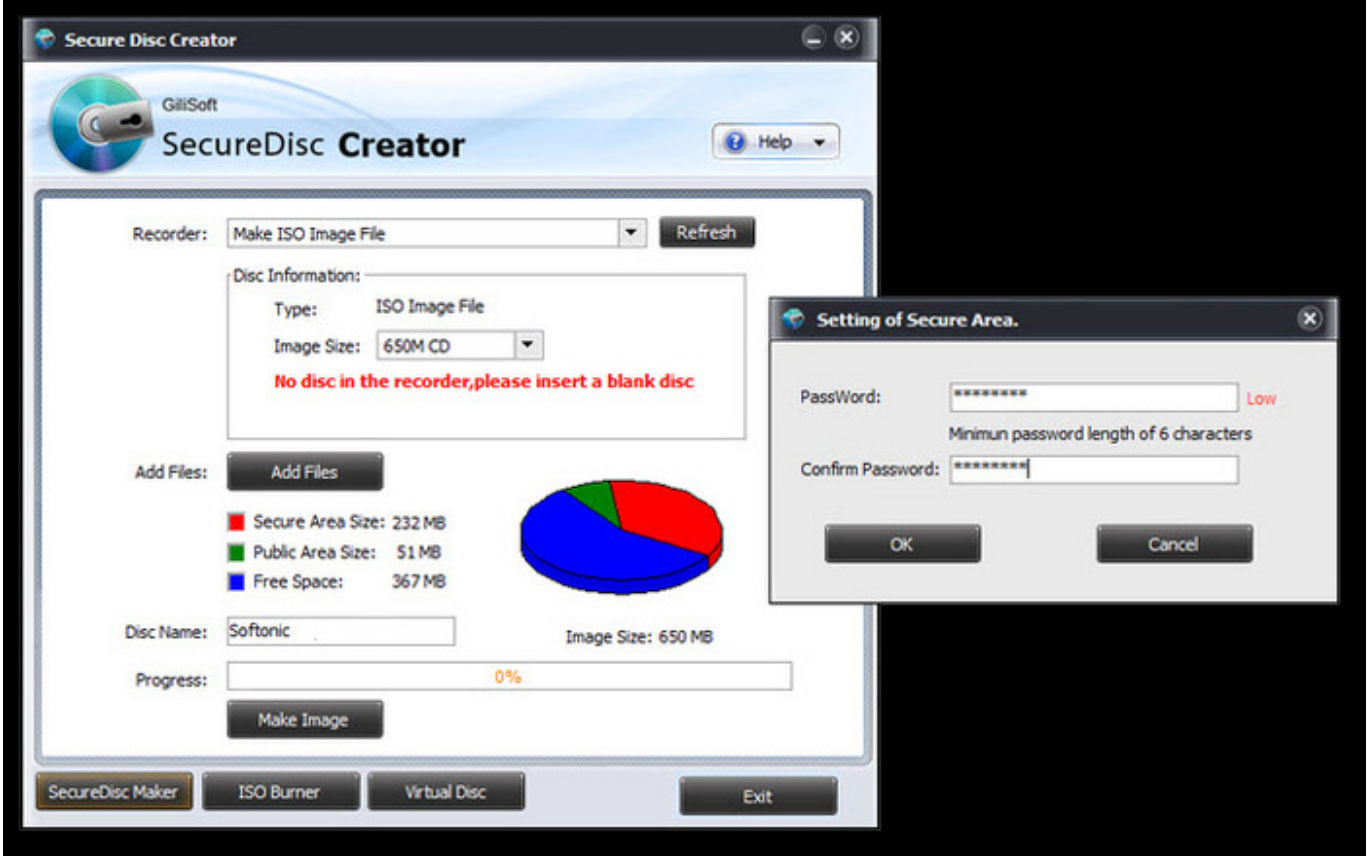 Secure Disc Creator
GiliSoft
SecureDisc Creator
Help
Recorder: Make ISO Image File Refresh
Disc Information:
Type: ISO Image File
Image Size: 650M CD
No disc in the recorder,please insert a blank disc
Add Files: Add Files
Secure Area Size: 232 MB
Public Area Size: 51 MB
Free Space: 367 MB
Disc Name: Softonic
Image Size: 650 MB
Progress: 0%
Make Image
SecureDisc Maker ISO Burner Virtual Disc Exit
Setting of Secure Area.
PassWord: ******** Low
Minimun password length of 6 characters
Confirm Password: ********
OK Cancel